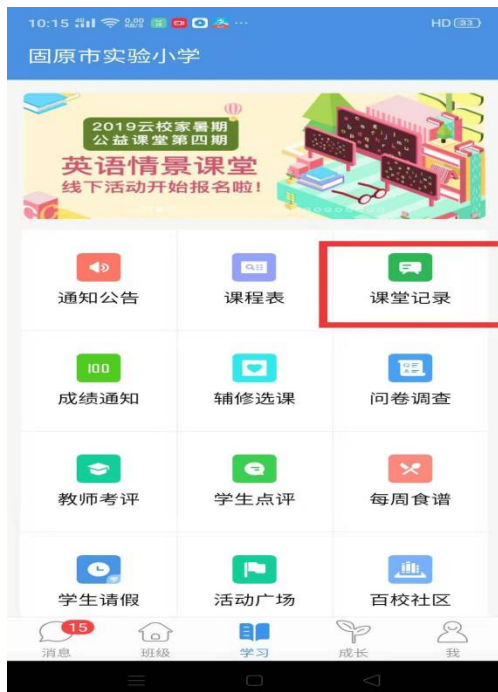 10:15 HD 33
固原市实验小学
2019云校家暑期
公益课堂第四期
英语情景课堂
线下活动开始报名啦！
通知公告 课程表 课堂记录
100
成绩通知 辅修选课 问卷调查
教师考评 学生点评 每周食谱
学生请假 活动广场 百校社区
15
消息 班级 学习 成长 我